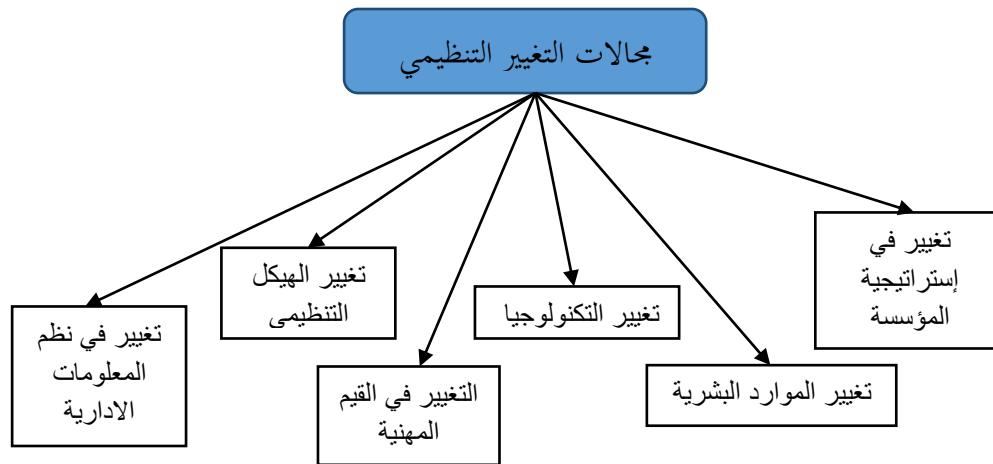 مجالات التغيير التنظيمي
تغيير في
إستراتيجية
المؤسسة
تغيير الموارد البشرية
تغيير التكنولوجيا
التغيير في القيم
المهنية
تغيير الهيكل
التنظيمى
تغيير في نظم
المعلومات
الادارية